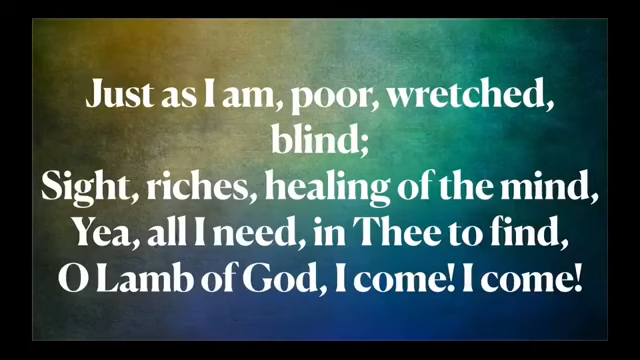 Just as I am, poor, wretched,
blind;
Sight, riches, healing of the mind,
Yea, all I need, in Thee to find,
O Lamb of God, I come! I come!